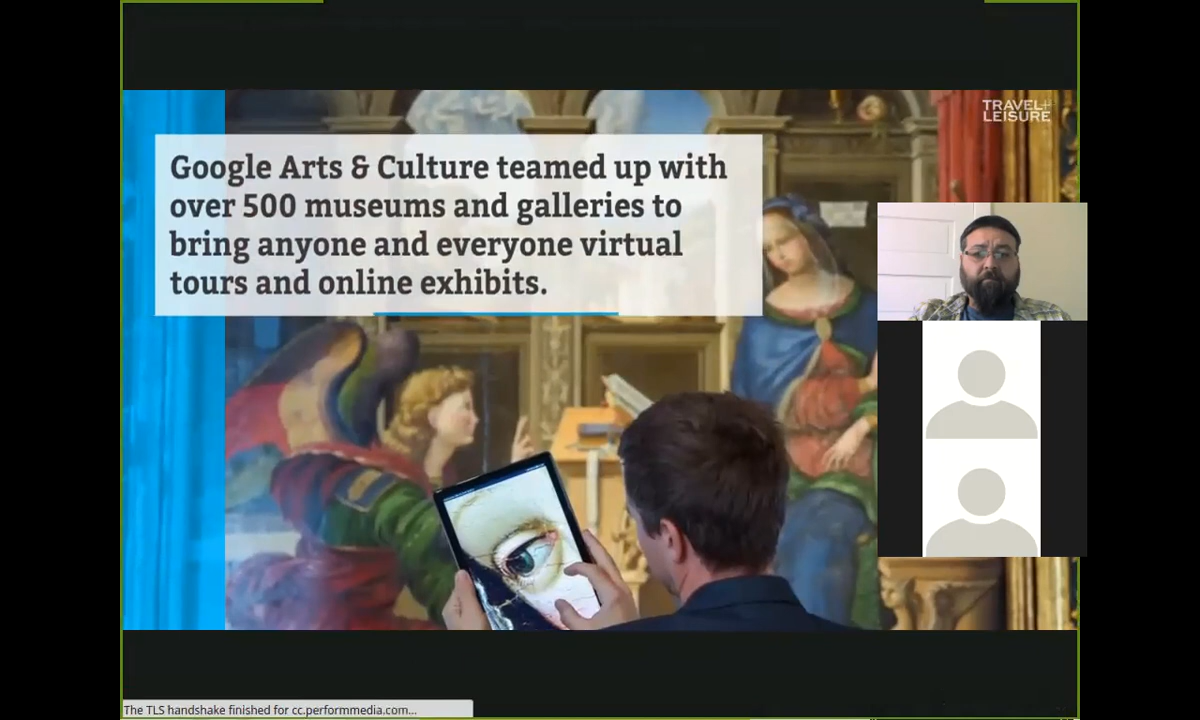 TRAVEL+
LEISURE
Google Arts & Culture teamed up with
over 500 museums and galleries to
bring anyone and everyone virtual
tours and online exhibits.
The TLS handshake finished for cc.performmedia.com...